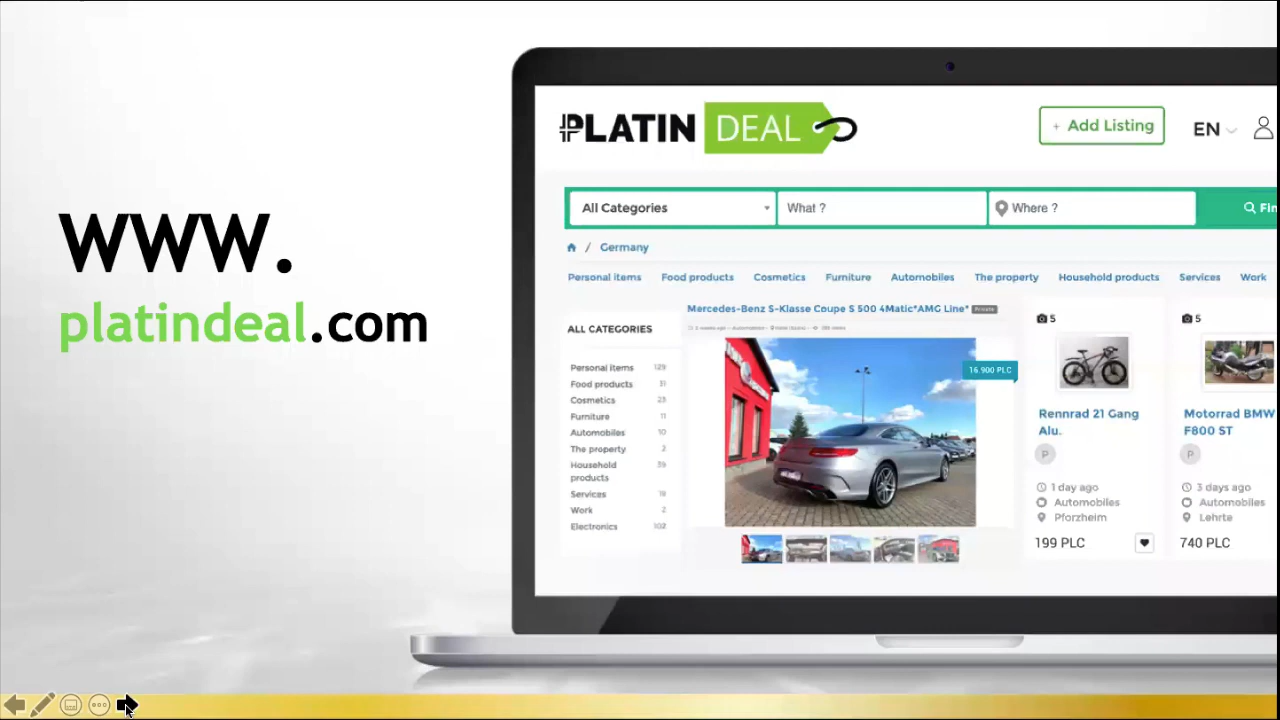 PLATIN DEAL
+ Add Listing
EN
All Categories
What ?
Where ?
/ Germany
Personal items Food products Cosmetics Furniture Automobiles The property Household products Services Work
WWW.
platindeal.com
Mercedes-Benz S-Klasse Coupe S 500 4Matic*AMG Line* Private
16.900 PLC
ALL CATEGORIES
Personal items 129
Food products 31
Cosmetics 23
Furniture 11
Automobiles 10
The property 2
Household products 39
Services 18
Work 2
Electronics 102
5
Rennrad 21 Gang
Alu.
P
1 day ago
Automobiles
Pforzheim
199 PLC
5
Motorrad BMW
F800 ST
P
3 days ago
Automobiles
Lehrte
740 PLC